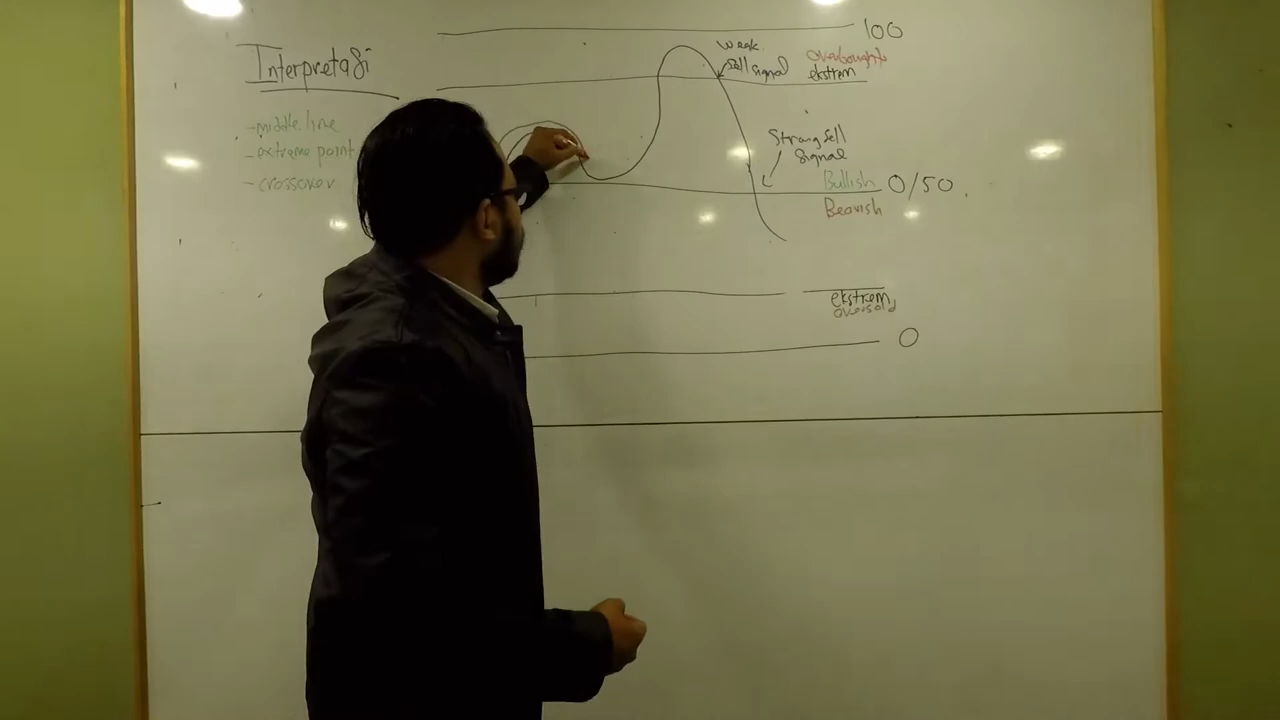 Interpretasi
- middle line
- extreme point
- crossover
100
weak
sell signal
Overbought
ekstrem
Strong sell
signal
Bullish
0/50
Bearish
ekstrem
oversold
0